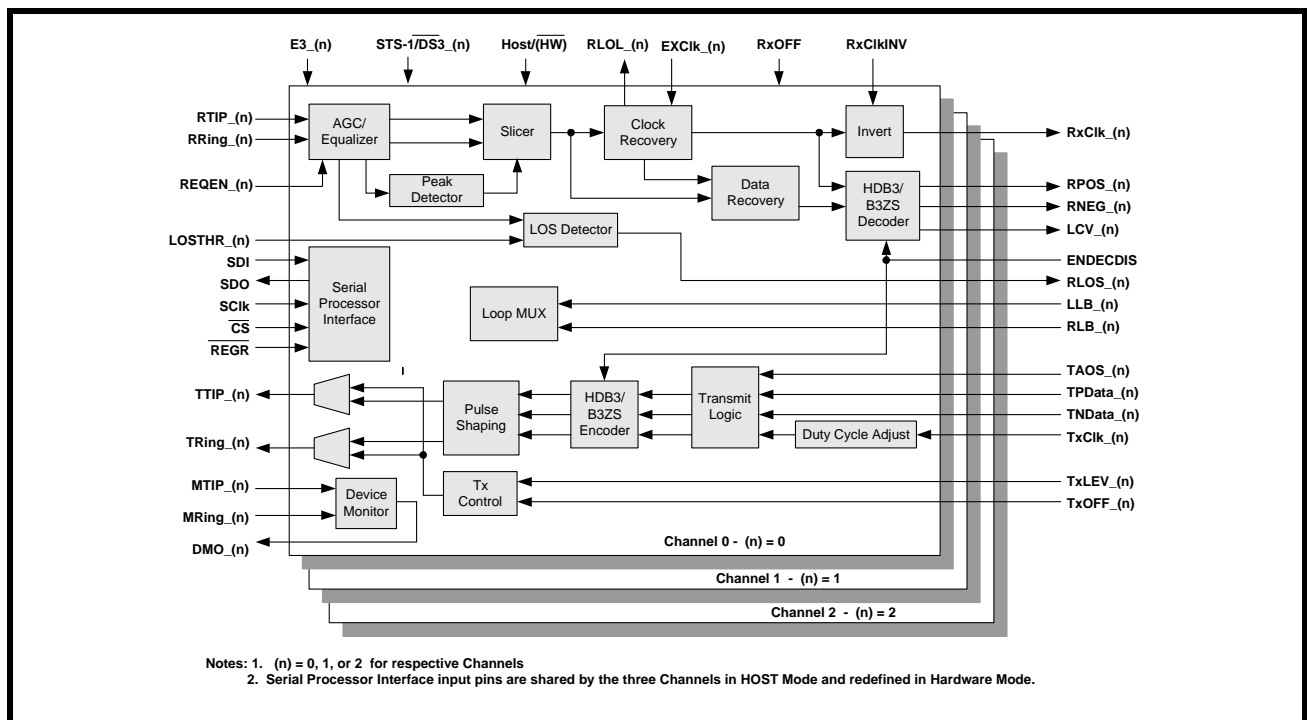 E3_(n)
STS-1/DS3_(n)
Host/(HW)
RLOL_(n)
EXClk_(n)
RxOFF
RxClkINV
RTIP_(n)
RRing_(n)
REQEN_(n)
LOSTHR_(n)
SDI
SDO
SClk
CS
REGR
TTIP_(n)
TRing_(n)
MTIP_(n)
MRing_(n)
DMO_(n)
AGC/
Equalizer
Peak
Detector
Slicer
LOS Detector
Clock
Recovery
Data
Recovery
Invert
HDB3/
B3ZS
Decoder
Serial
Processor
Interface
Loop MUX
Pulse
Shaping
HDB3/
B3ZS
Encoder
Transmit
Logic
Duty Cycle Adjust
Tx
Control
Device
Monitor
RxClk_(n)
RPOS_(n)
RNEG_(n)
LCV_(n)
ENDECDIS
RLOS_(n)
LLB_(n)
RLB_(n)
TAOS_(n)
TPData_(n)
TNData_(n)
TxClk_(n)
TxLEV_(n)
TxOFF_(n)
Channel 0 - (n) = 0
Channel 1 - (n) = 1
Channel 2 - (n) = 2
Notes: 1. (n) = 0, 1, or 2 for respective Channels
2. Serial Processor Interface input pins are shared by the three Channels in HOST Mode and redefined in Hardware Mode.